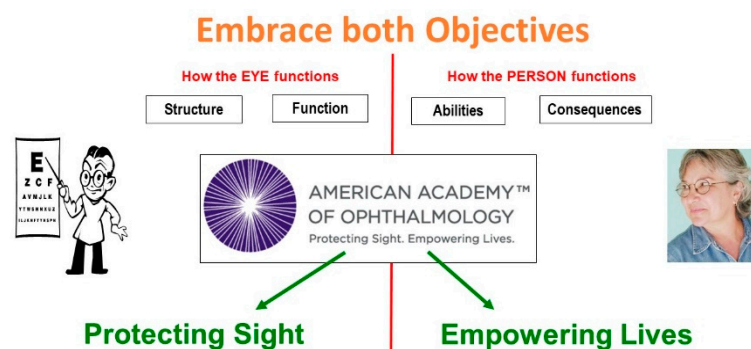 Embrace both Objectives
How the EYE functions
How the PERSON functions
Structure
Function
Abilities
Consequences
E
Z C F
A V N J L K
AMERICAN ACADEMY™
OF OPHTHALMOLOGY
Protecting Sight. Empowering Lives.
Protecting Sight
Empowering Lives